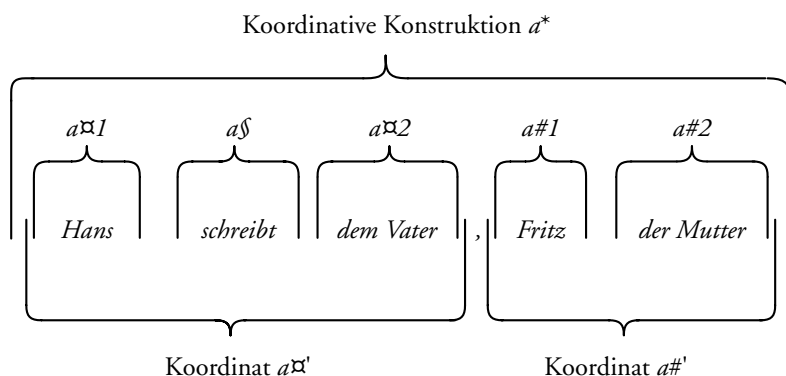 Koordinative Konstruktion a*
a¤1 a§ a¤2 a#1 a#2
Hans schreibt dem Vater , Fritz der Mutter
Koordinat a¤' Koordinat a#'